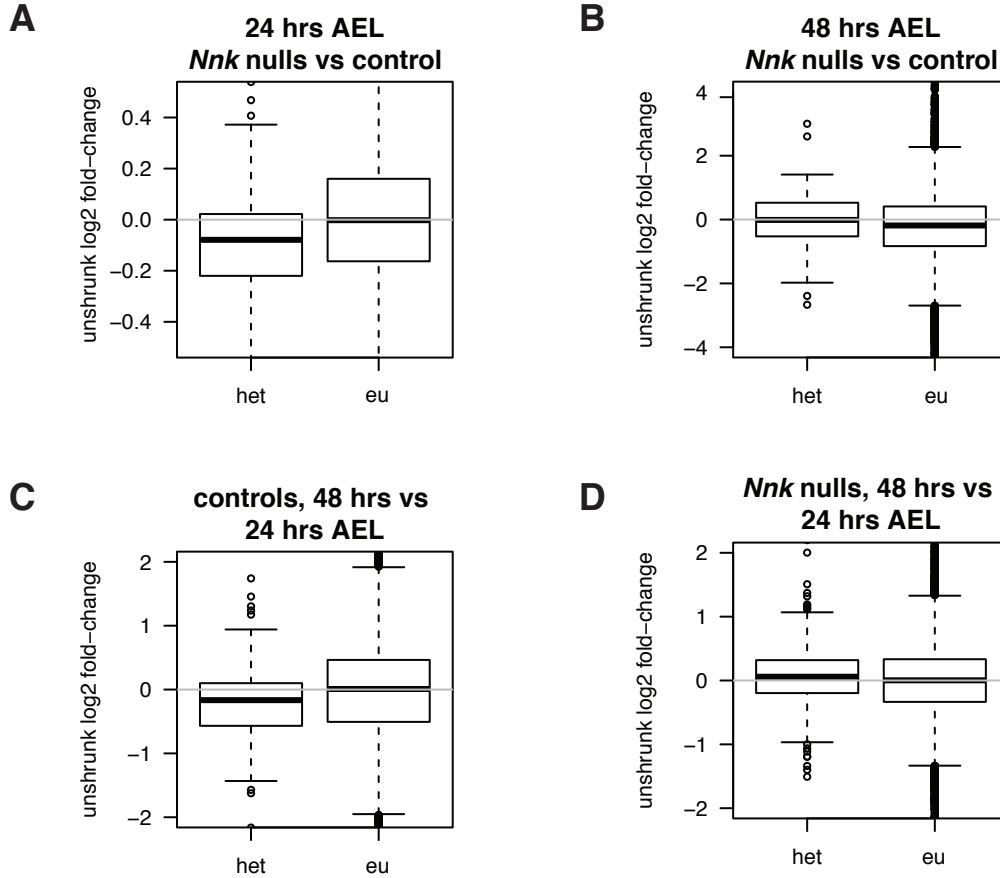 A
24 hrs AEL
Nnk nulls vs control
unshrunk log2 fold−change
0.4
0.2
0.0
−0.2
−0.4
het
eu
B
48 hrs AEL
Nnk nulls vs control
unshrunk log2 fold−change
4
2
0
−2
−4
het
eu
C
controls, 48 hrs vs
24 hrs AEL
unshrunk log2 fold−change
2
1
0
−1
−2
het
eu
D
Nnk nulls, 48 hrs vs
24 hrs AEL
unshrunk log2 fold−change
2
1
0
−1
−2
het
eu